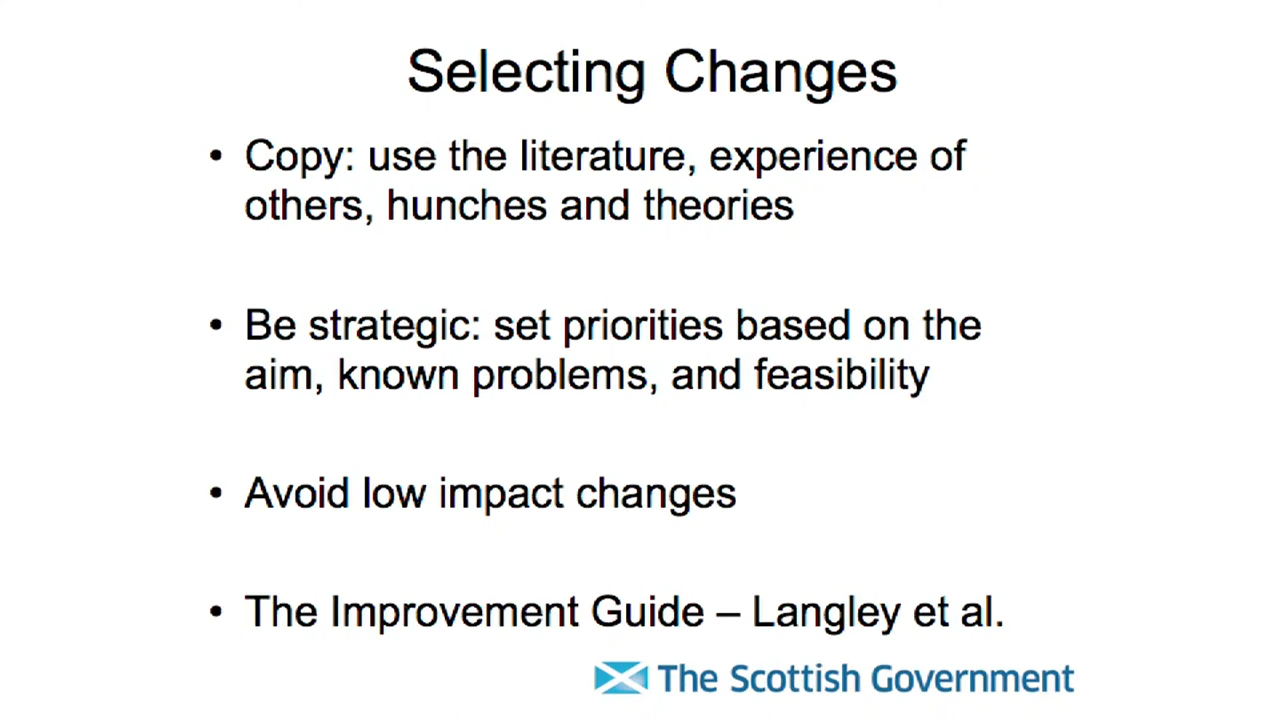 Selecting Changes
• Copy: use the literature, experience of
others, hunches and theories
• Be strategic: set priorities based on the
aim, known problems, and feasibility
• Avoid low impact changes
• The Improvement Guide – Langley et al.
The Scottish Government